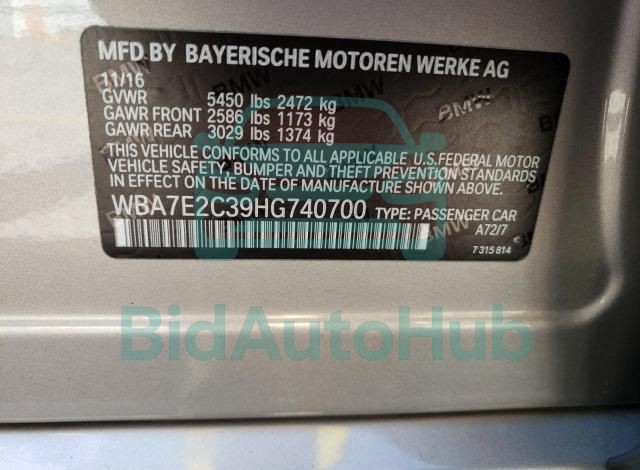 MFD.BY BAYERISCHE MOTOREN WERKE AG
11/16
GVWR 5450 lbs 2472 kg
GAWR FRONT 2586 lbs 1173 kg
GAWR REAR 3029 lbs 1374 kg
THIS VEHICLE CONFORMS TO ALL APPLICABLE U.S.FEDERAL MOTOR
VEHICLE SAFETY, BUMPER AND THEFT PREVENTION STANDARDS
IN EFFECT ON THE DATE OF MANUFACTURE SHOWN ABOVE.
WBA7E2C39HG740700 TYPE: PASSENGER CAR
A72/7
7 315 814
BidAutoHub